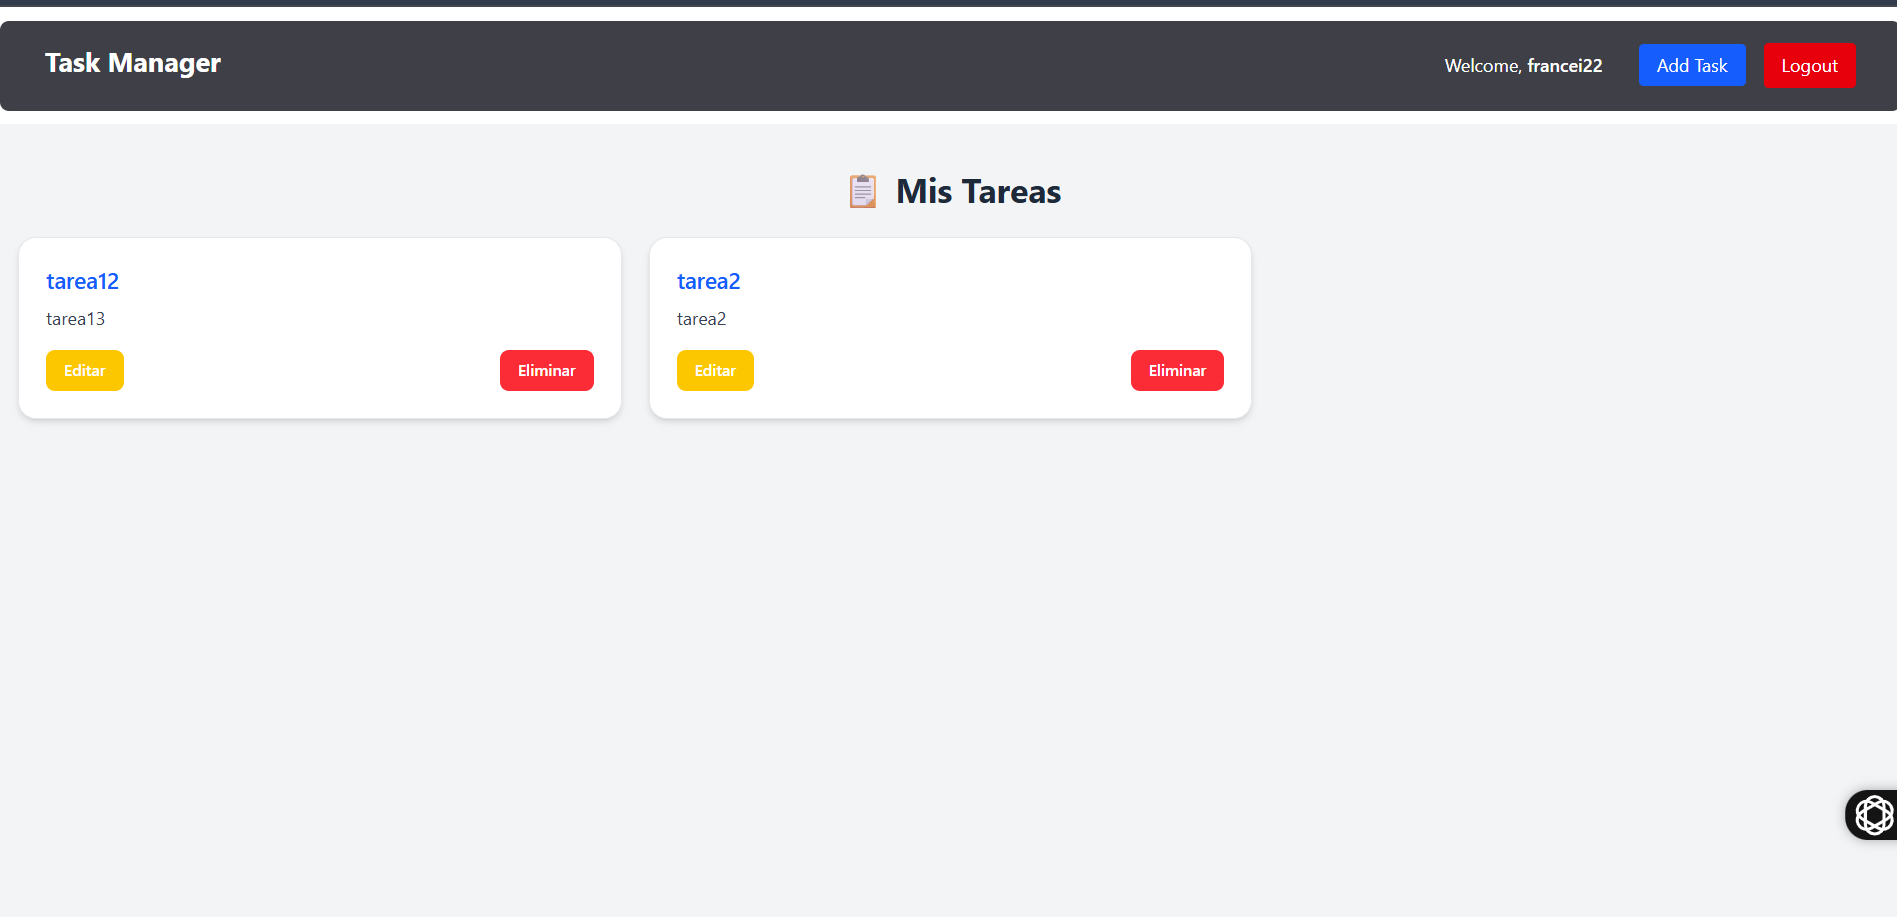 Task Manager
Welcome, francei22
Add Task
Logout
📋 Mis Tareas
tarea12
tarea13
Editar
Eliminar
tarea2
tarea2
Editar
Eliminar